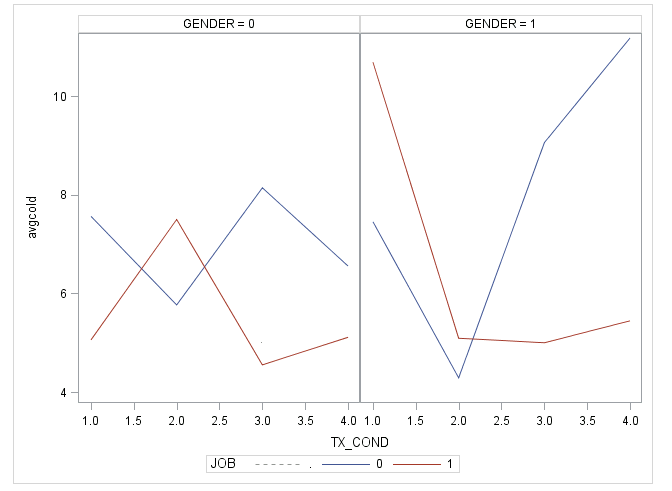 GENDER = 0 GENDER = 1
10
8
avgcold
6
4
1.0 1.5 2.0 2.5 3.0 3.5 4.0 1.0 1.5 2.0 2.5 3.0 3.5 4.0
TX_COND
JOB . 0 1